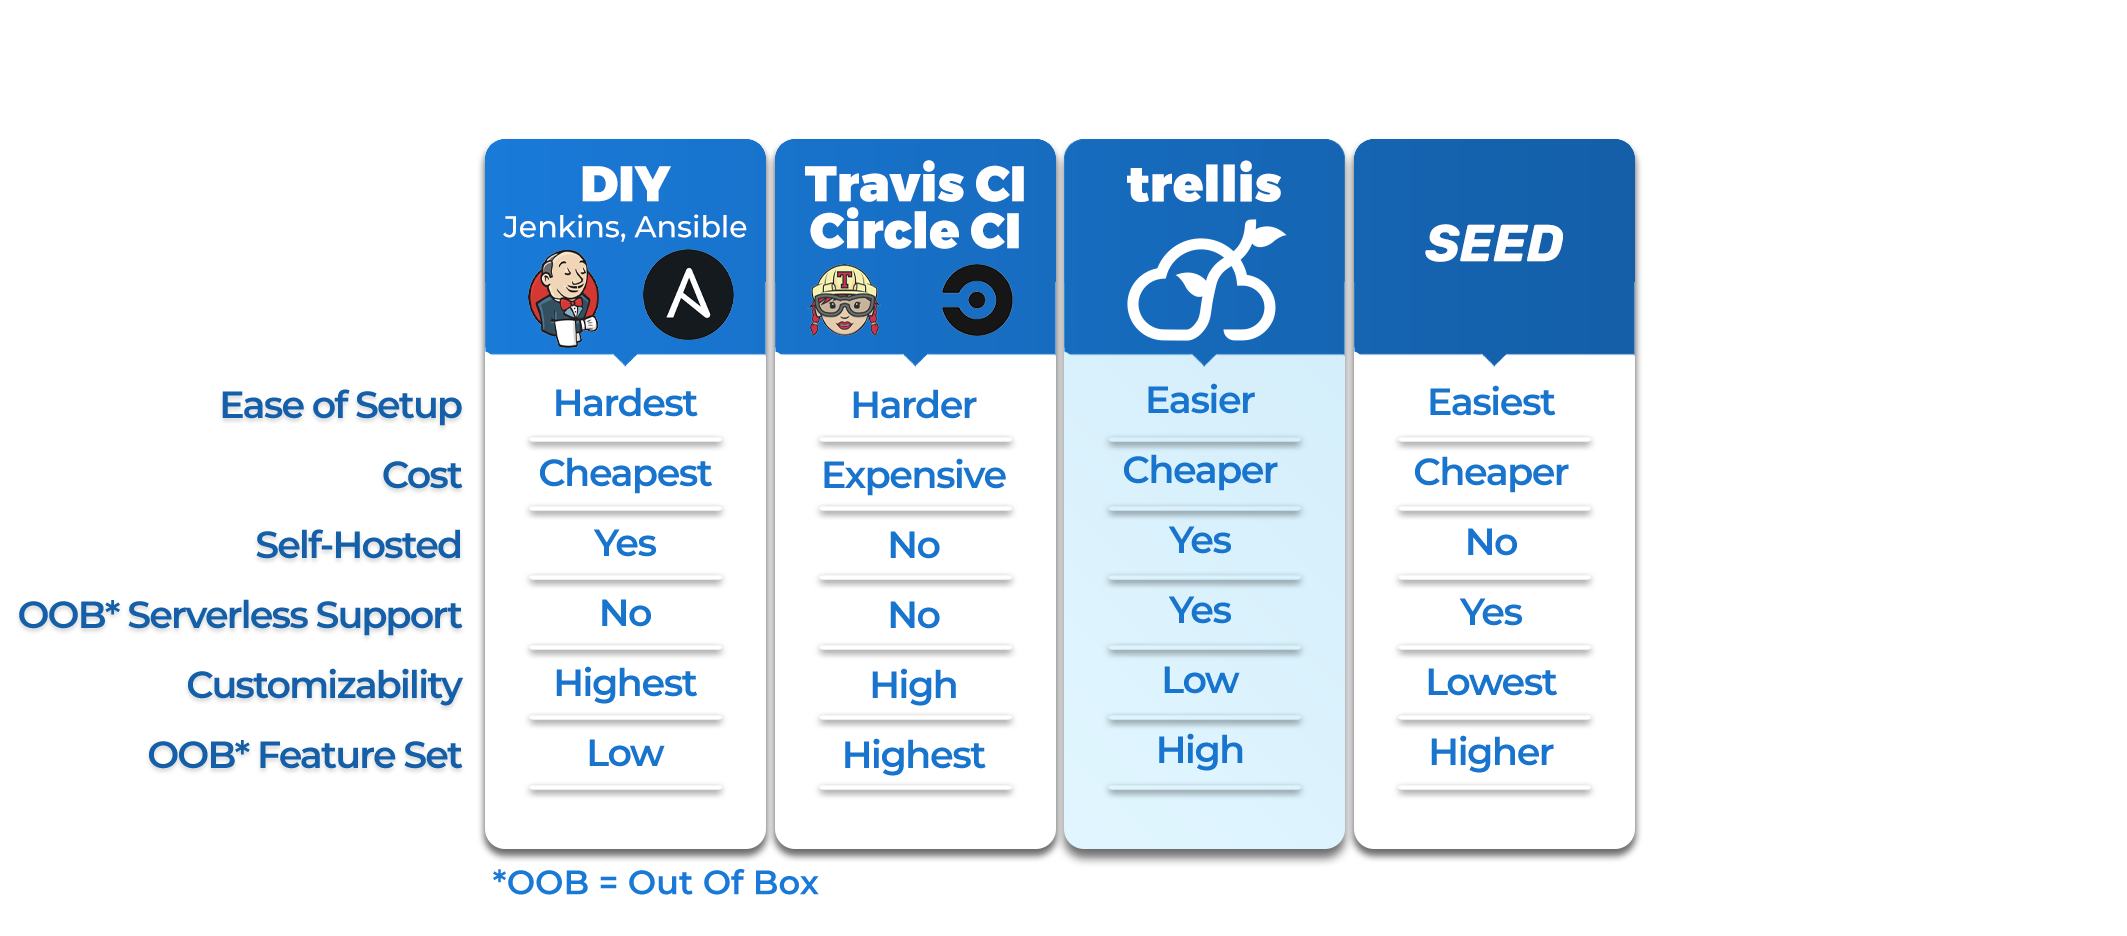 DIY
Jenkins, Ansible
Travis CI
Circle CI
T
trellis
SEED
Ease of Setup Hardest Harder Easier Easiest
Cost Cheapest Expensive Cheaper Cheaper
Self-Hosted Yes No Yes No
OOB* Serverless Support No No Yes Yes
Customizability Highest High Low Lowest
OOB* Feature Set Low Highest High Higher
*OOB = Out Of Box